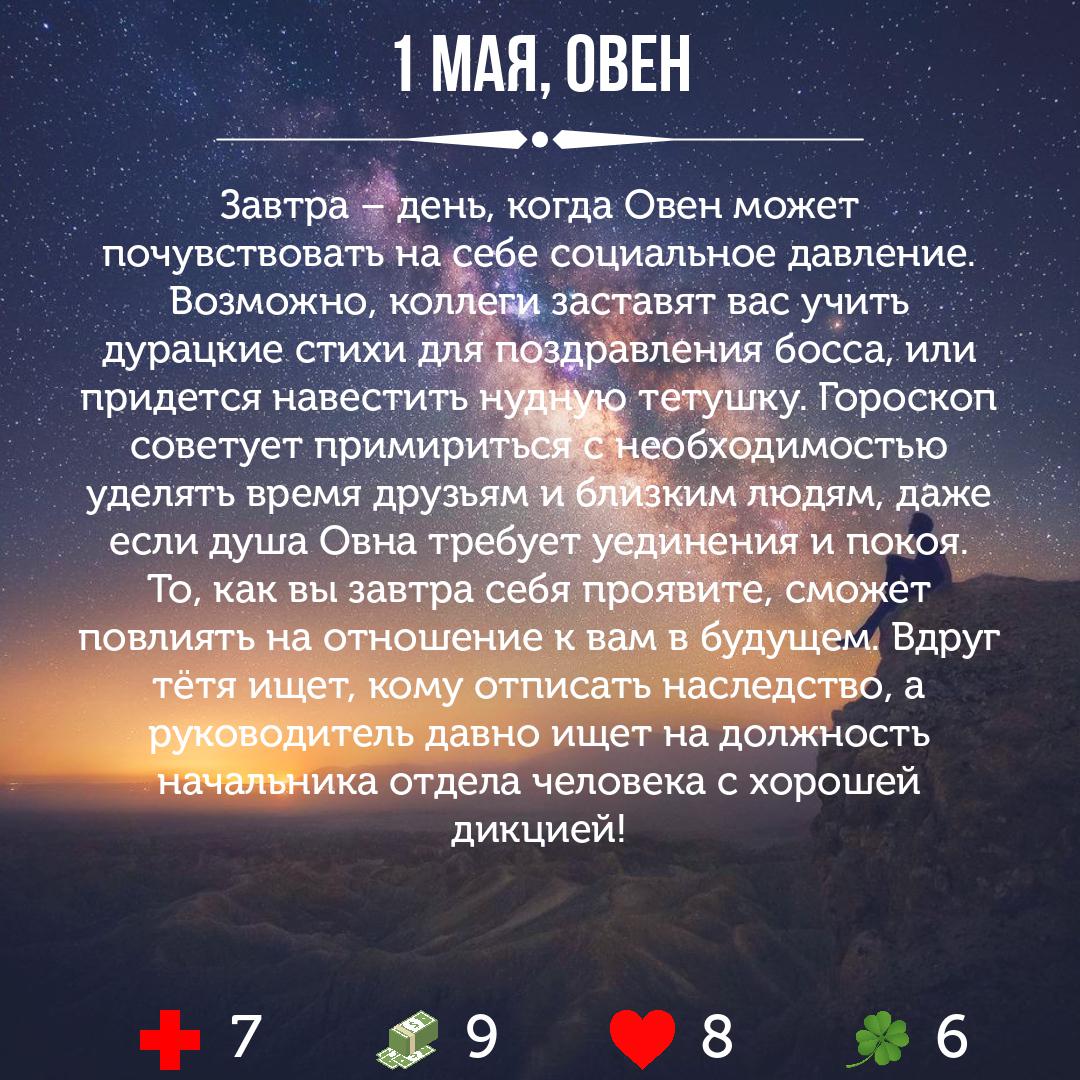 1 МАЯ, ОВЕН
Завтра – день, когда Овен может
почувствовать на себе социальное давление.
Возможно, коллеги заставят вас учить
дурацкие стихи для поздравления босса, или
придется навестить нудную тетушку. Гороскоп
советует примириться с необходимостью
уделять время друзьям и близким людям, даже
если душа Овна требует уединения и покоя.
То, как вы завтра себя проявите, сможет
повлиять на отношение к вам в будущем. Вдруг
тётя ищет, кому отписать наследство, а
руководитель давно ищет на должность
начальника отдела человека с хорошей
дикцией!
7 9 8 6